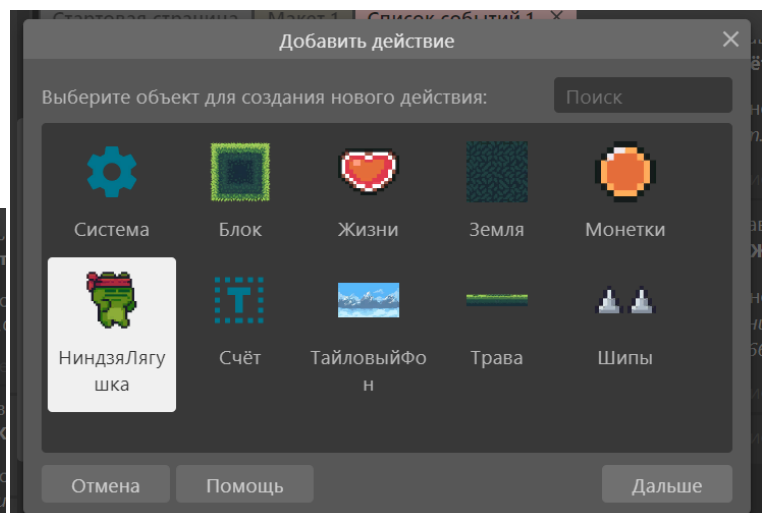 Стартовая страница Макет 1 Список событий 1 ×
Добавить действие
Выберите объект для создания нового действия:
Поиск
Система
Блок
Жизни
Земля
Монетки
НиндзяЛягу
шка
Счёт
ТайловыйФо
н
Трава
Шипы
Отмена
Помощь
Дальше